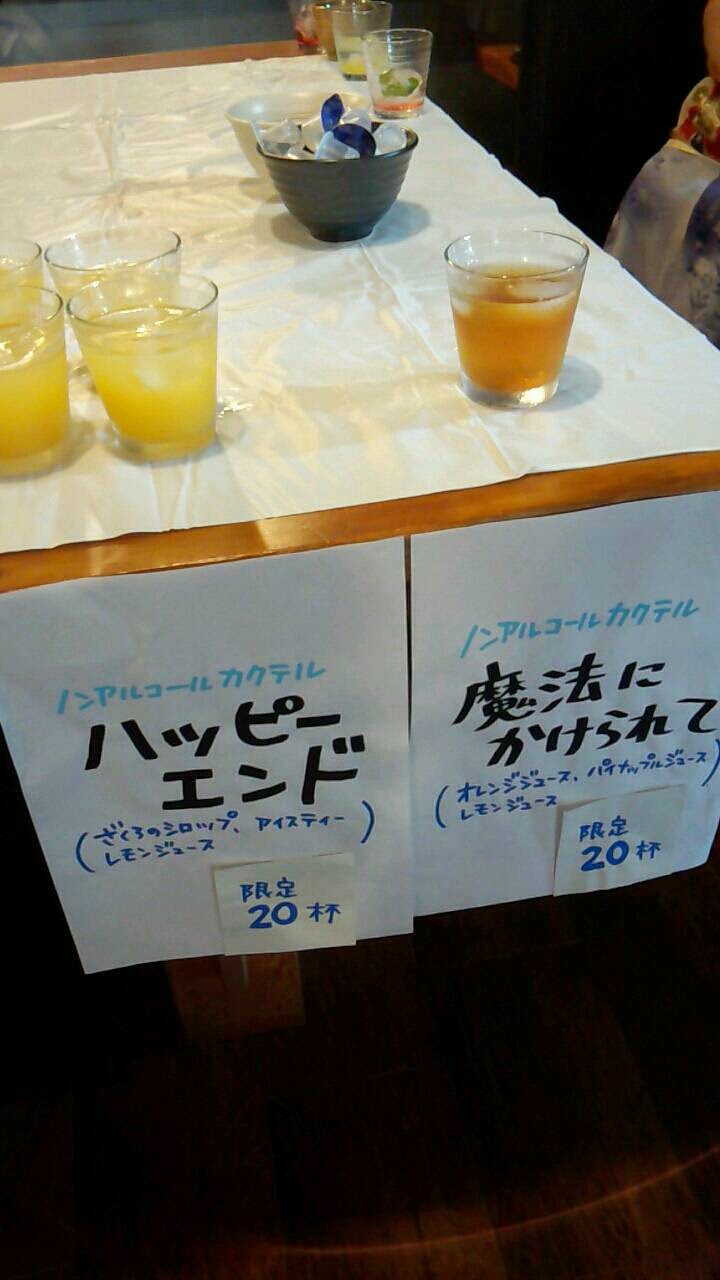 ノンアルコールカクテル
ハッピー
エンド
(ざくろのシロップ、アイスティー
レモンジュース)
限定
20杯
ノンアルコールカクテル
魔法に
かけられて
(オレンジジュース、パイナップルジュース
レモンジュース)
限定
20杯